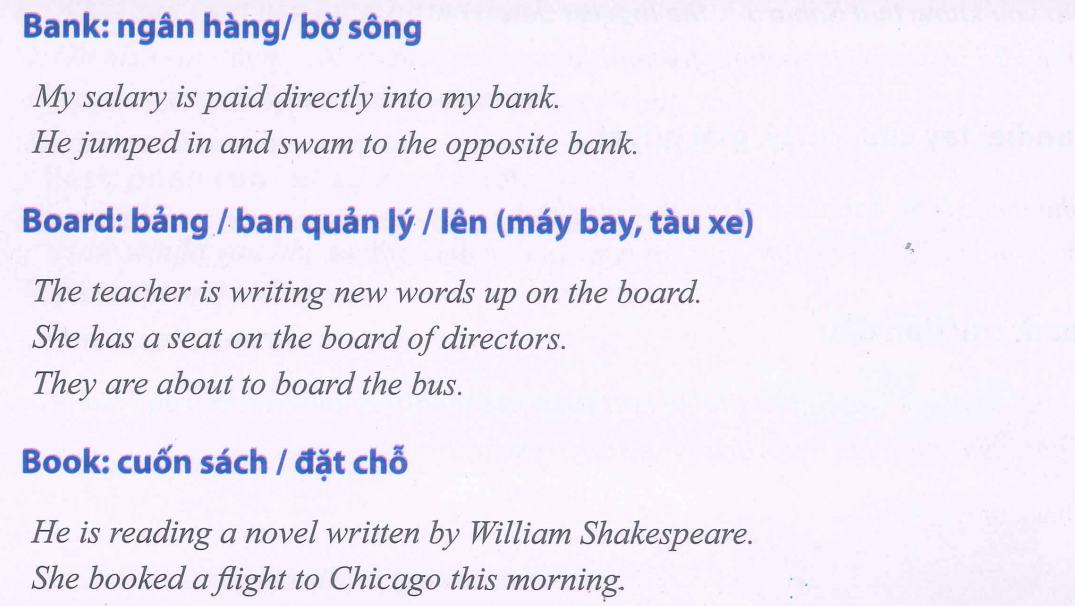 Bank: ngân hàng/ bờ sông
My salary is paid directly into my bank.
He jumped in and swam to the opposite bank.
Board: bảng / ban quản lý / lên (máy bay, tàu xe)
The teacher is writing new words up on the board.
She has a seat on the board of directors.
They are about to board the bus.
Book: cuốn sách / đặt chỗ
He is reading a novel written by William Shakespeare.
She booked a flight to Chicago this morning.